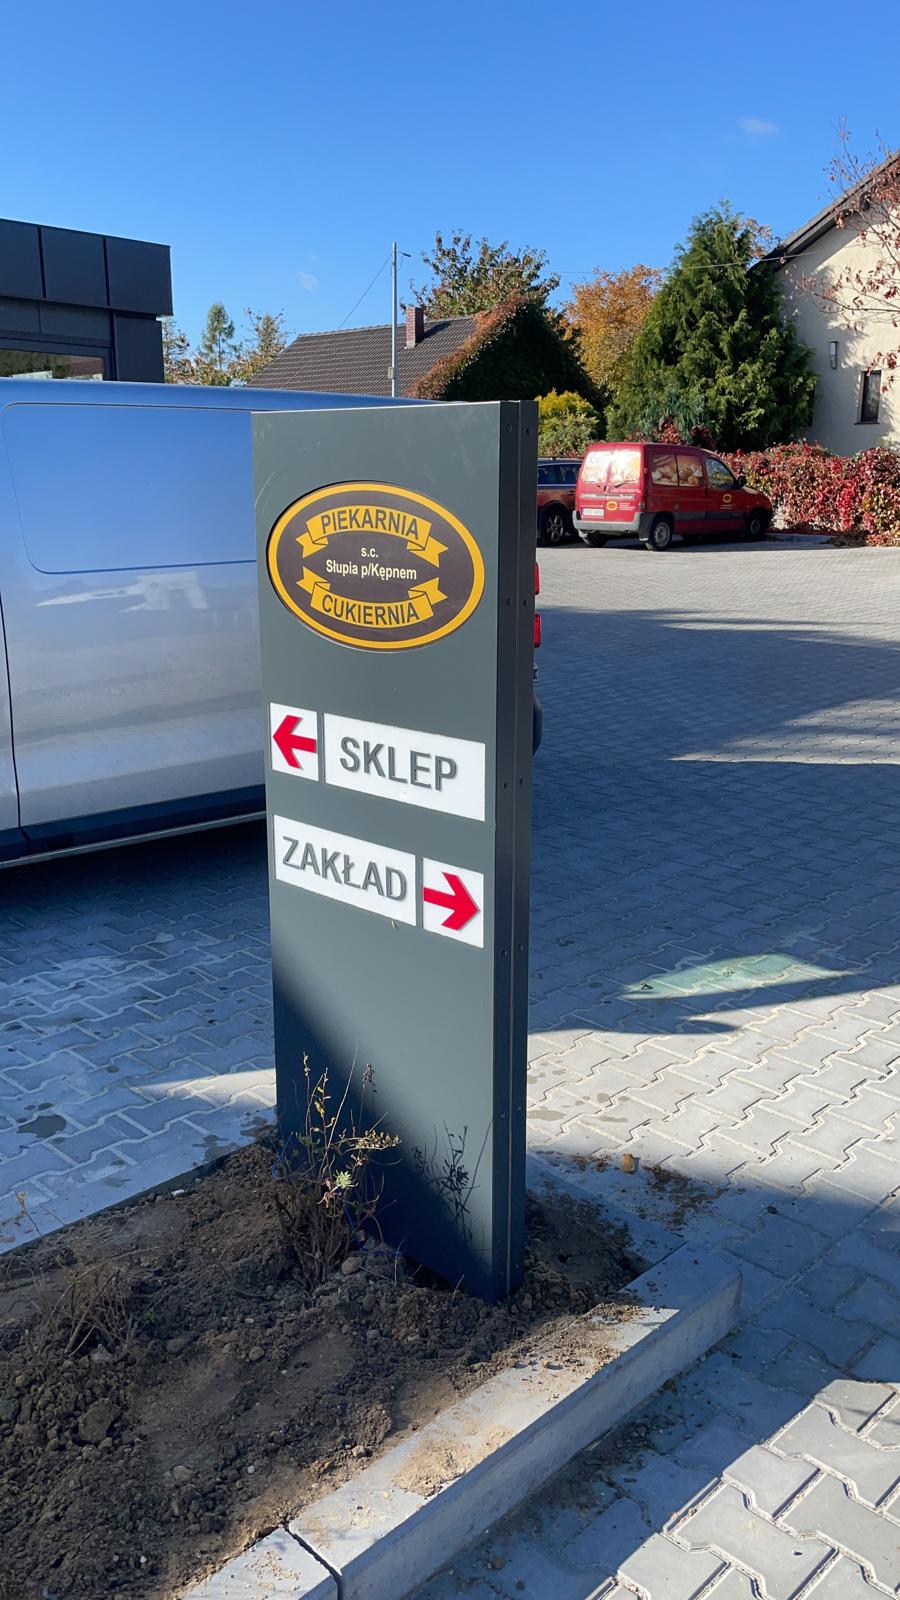 PIEKARNIA
s.c.
Słupia p/Kępnem
CUKIERNIA
SKLEP
ZAKŁAD